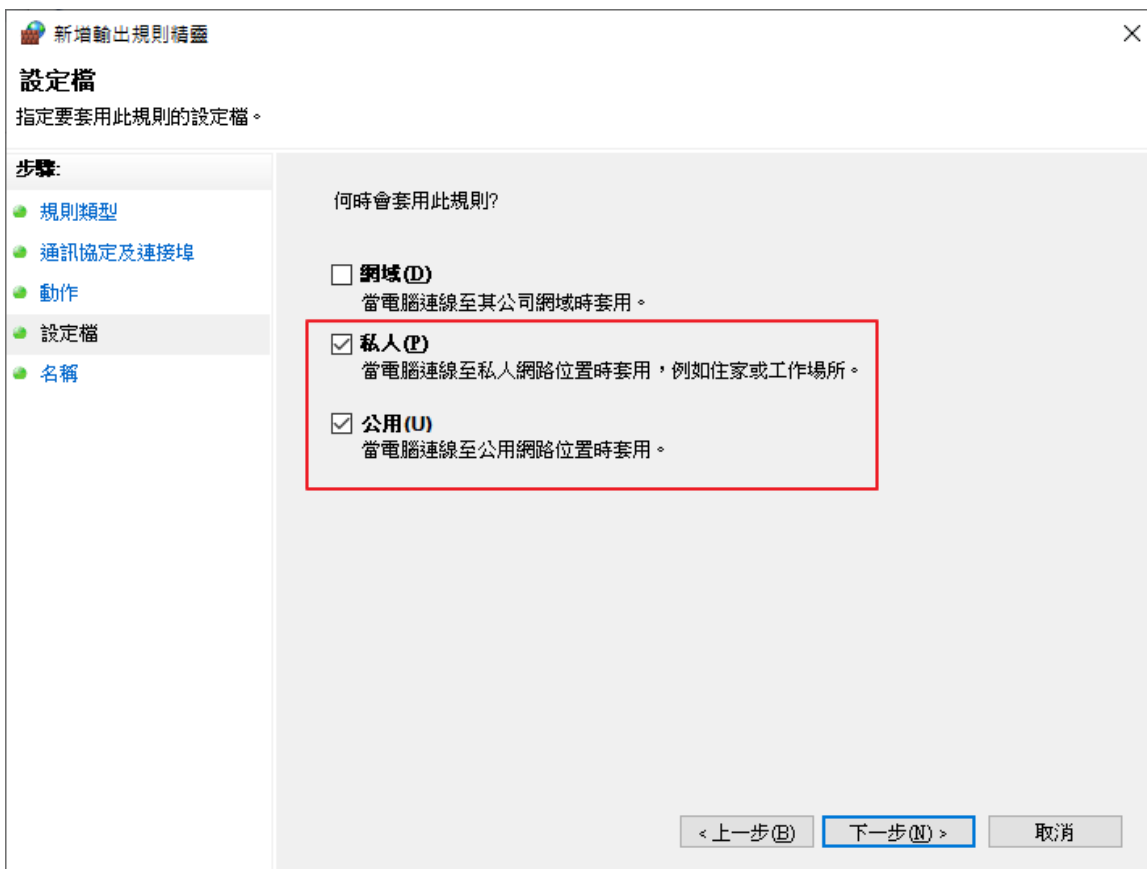 新增輸出規則精靈
設定檔
指定要套用此規則的設定檔。
步驟:
規則類型
通訊協定及連接埠
動作
設定檔
名稱
何時會套用此規則?
網域(D)
當電腦連線至其公司網域時套用。
私人(P)
當電腦連線至私人網路位置時套用，例如住家或工作場所。
公用(U)
當電腦連線至公用網路位置時套用。
<上一步(B)
下一步(N)>
取消